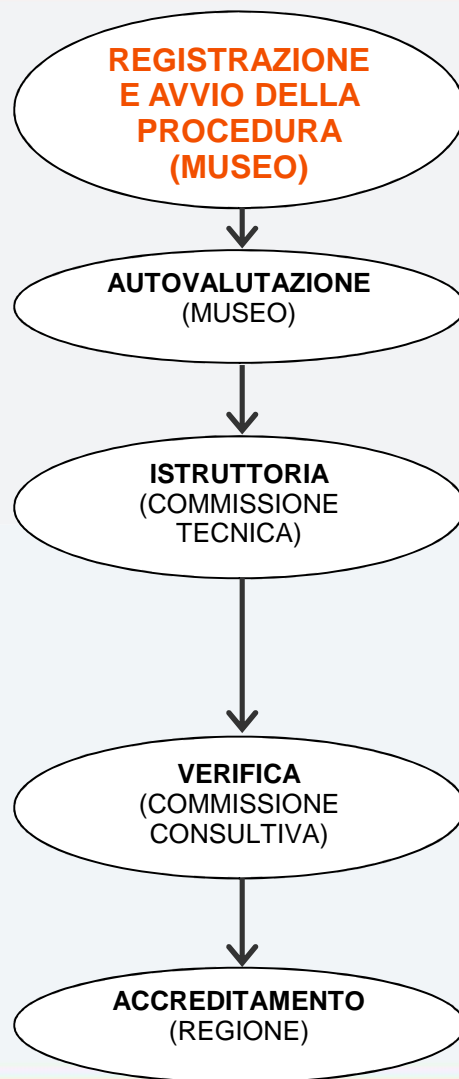 REGISTRAZIONE
E AVVIO DELLA
PROCEDURA
(MUSEO)
AUTOVALUTAZIONE
(MUSEO)
ISTRUTTORIA
(COMMISSIONE
TECNICA)
VERIFICA
(COMMISSIONE
CONSULTIVA)
ACCREDITAMENTO
(REGIONE)